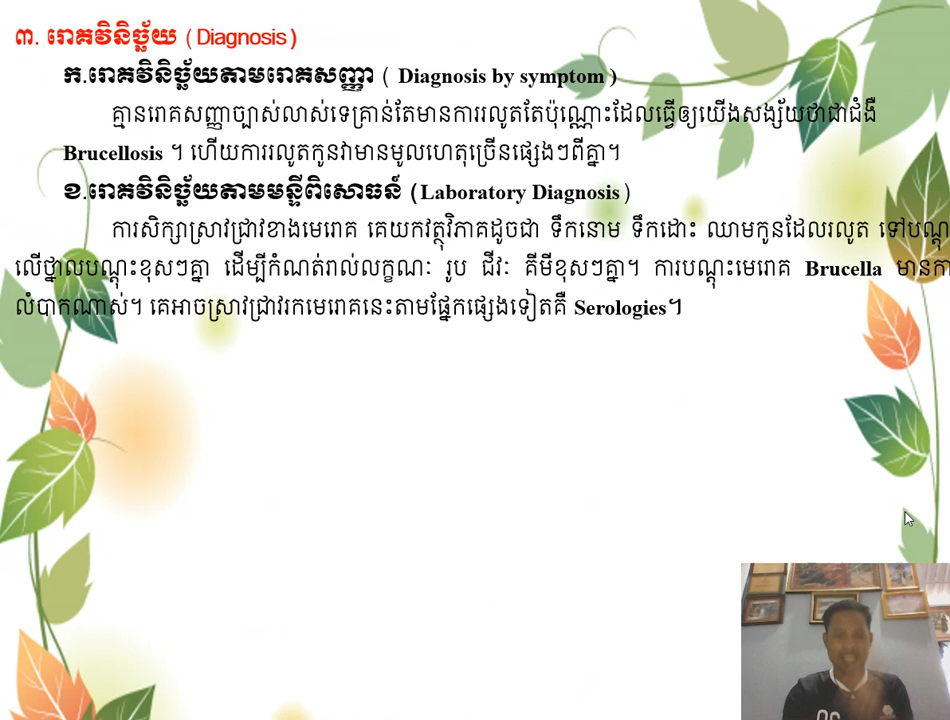 ៣. រោគវិនិច្ឆ័យ (Diagnosis)
ក.រោគវិនិច្ឆ័យតាមរោគសញ្ញា ( Diagnosis by symptom )
គ្មានរោគសញ្ញាច្បាស់លាស់ទេគ្រាន់តែមានការរលូតតែប៉ុណ្ណោះដែលធ្វើឲ្យយើងសង្ស័យថាជាជំងឺ
Brucellosis ។ ហើយការរលូតកូនវាមានមូលហេតុច្រើនផ្សេងៗពីគ្នា។
ខ.រោគវិនិច្ឆ័យតាមមន្ទីពិសោធន៍ (Laboratory Diagnosis)
ការសិក្សាស្រាវជ្រាវខាងមេរោគ គេយកវត្ថុវិភាគដូចជា ទឹកនោម ទឹកដោះ ឈាមកូនដែលរលូត ទៅបណ្ដុ
លើថ្នាលបណ្តុះខុសៗគ្នា ដើម្បីកំណត់រាល់លក្ខណៈ រូប ជីវៈ គីមីខុសៗគ្នា។ ការបណ្តុះមេរោគ Brucella មានកា
លំបាកណាស់។ គេអាចស្រាវជ្រាវរកមេរោគនេះតាមផ្នែកផ្សេងទៀតគឺ Serologies។